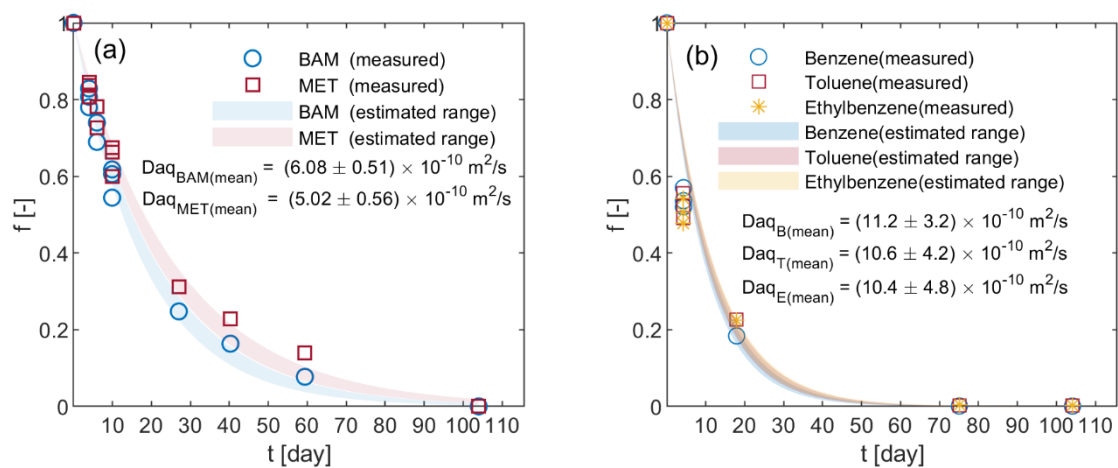 (a)
BAM (measured)
MET (measured)
BAM (estimated range)
MET (estimated range)
Daq_BAM(mean) = (6.08 ± 0.51) × 10^-10 m^2/s
Daq_MET(mean) = (5.02 ± 0.56) × 10^-10 m^2/s
1
0.8
0.6
0.4
0.2
0
f [-]
10 20 30 40 50 60 70 80 90 100 110
t [day]
(b)
Benzene(measured)
Toluene(measured)
Ethylbenzene(measured)
Benzene(estimated range)
Toluene(estimated range)
Ethylbenzene(estimated range)
Daq_B(mean) = (11.2 ± 3.2) × 10^-10 m^2/s
Daq_T(mean) = (10.6 ± 4.2) × 10^-10 m^2/s
Daq_E(mean) = (10.4 ± 4.8) × 10^-10 m^2/s
1
0.8
0.6
0.4
0.2
0
f [-]
10 20 30 40 50 60 70 80 90 100 110
t [day]